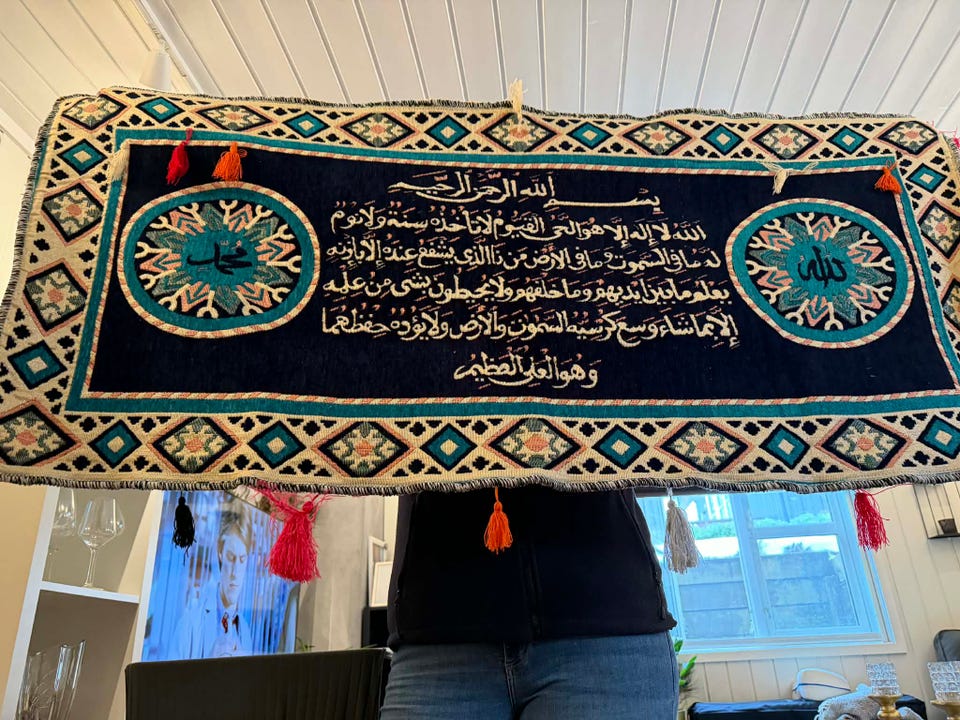 بسم الله الرحمن الرحيم
الله لا إله إلا هو الحي القيوم لا تأخذه سنة ولا نوم
له ما في السموت وما في الأرض من ذا الذي يشفع عنده إلا بإذنه
يعلم ما بين أيديهم وما خلفهم ولا يحيطون بشيء من علمه
إلا بما شاء وسع كرسيه السموت والأرض ولا يؤده حفظهما
وهو العلي العظيم
الله
محمد